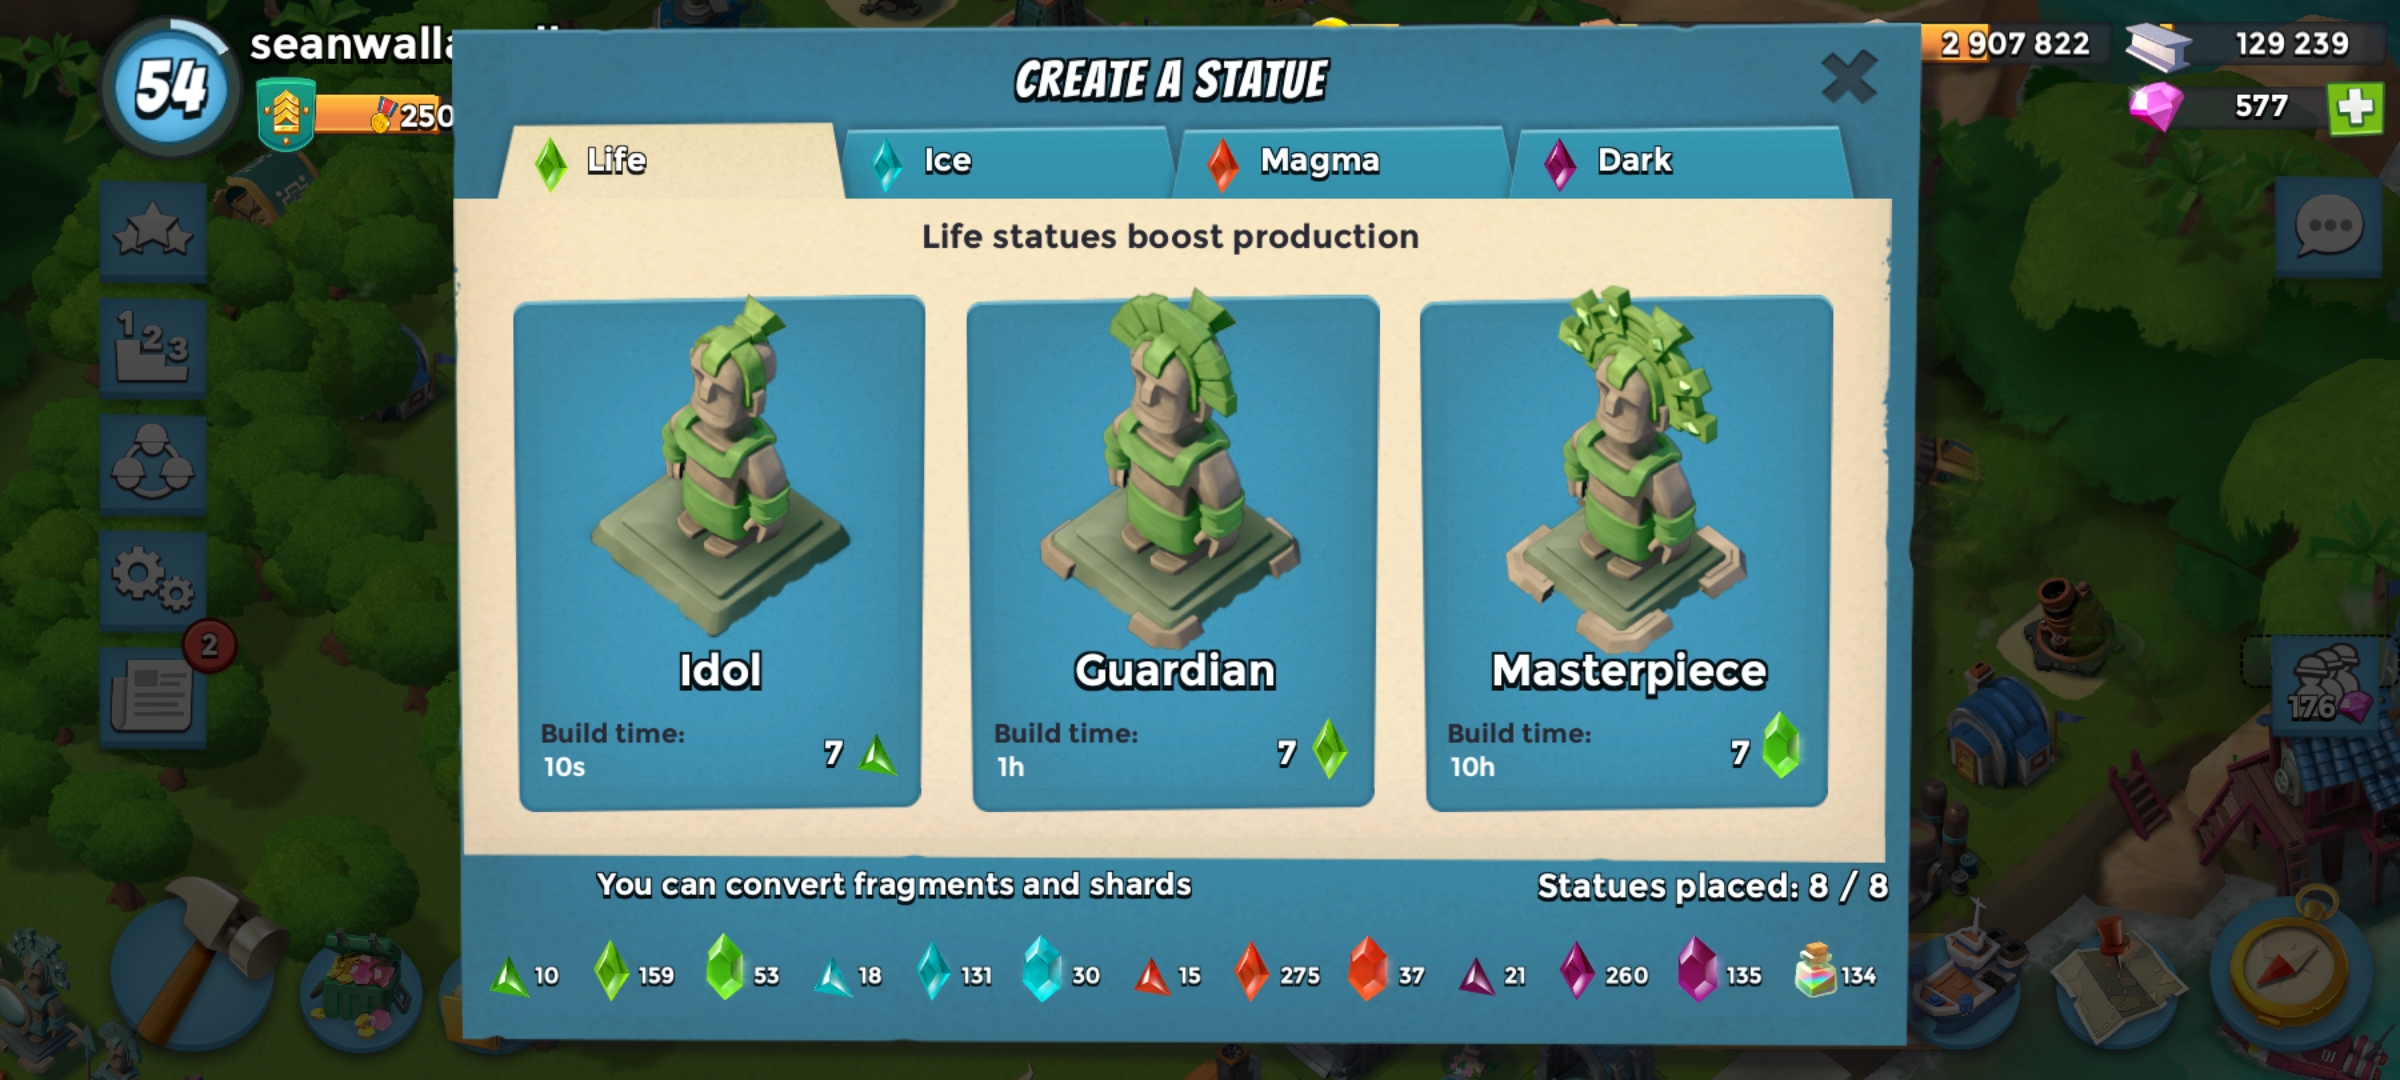 54
250
2 907 822
129 239
577
CREATE A STATUE
Life
Ice
Magma
Dark
Life statues boost production
1 2 3
2
176
Idol
Build time:
10s
7
Guardian
Build time:
1h
7
Masterpiece
Build time:
10h
7
You can convert fragments and shards
Statues placed: 8 / 8
10 159 53 18 131 30 15 275 37 21 260 135 134